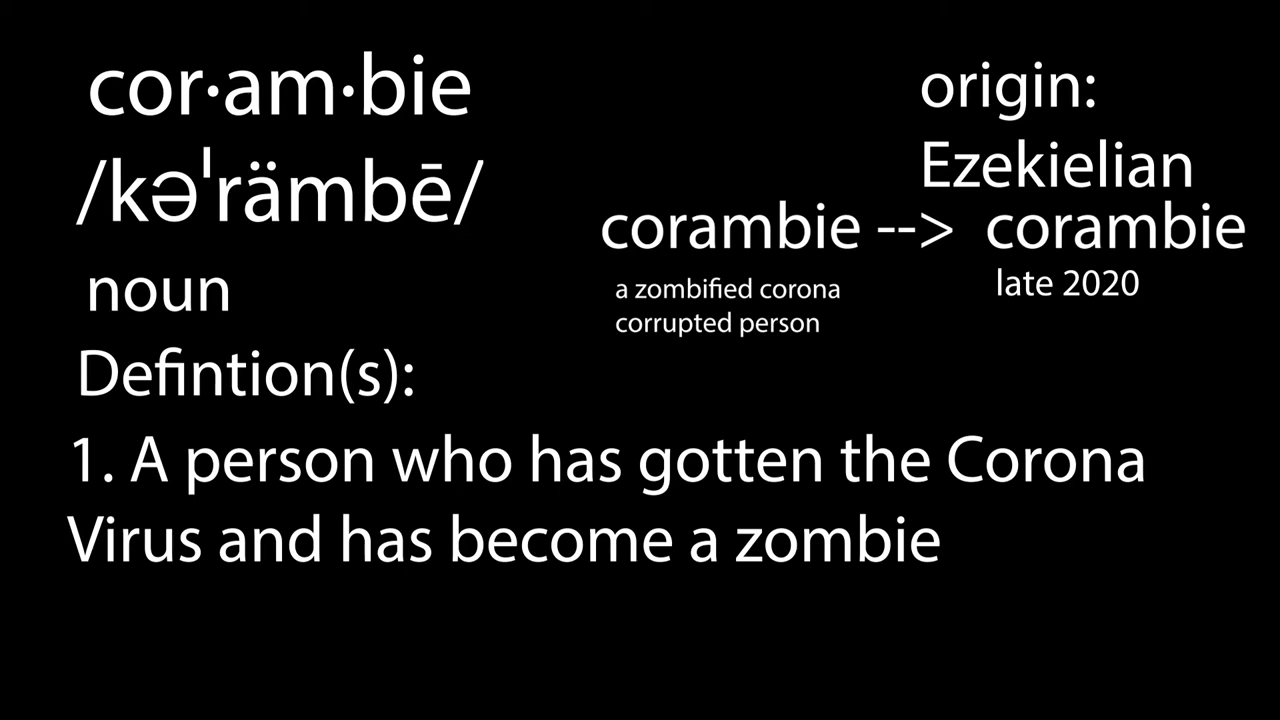 cor·am·bie
/kəˈrämbē/
noun
origin:
Ezekielian
corambie --> corambie
a zombified corona
corrupted person
late 2020
Defintion(s):
1. A person who has gotten the Corona
Virus and has become a zombie